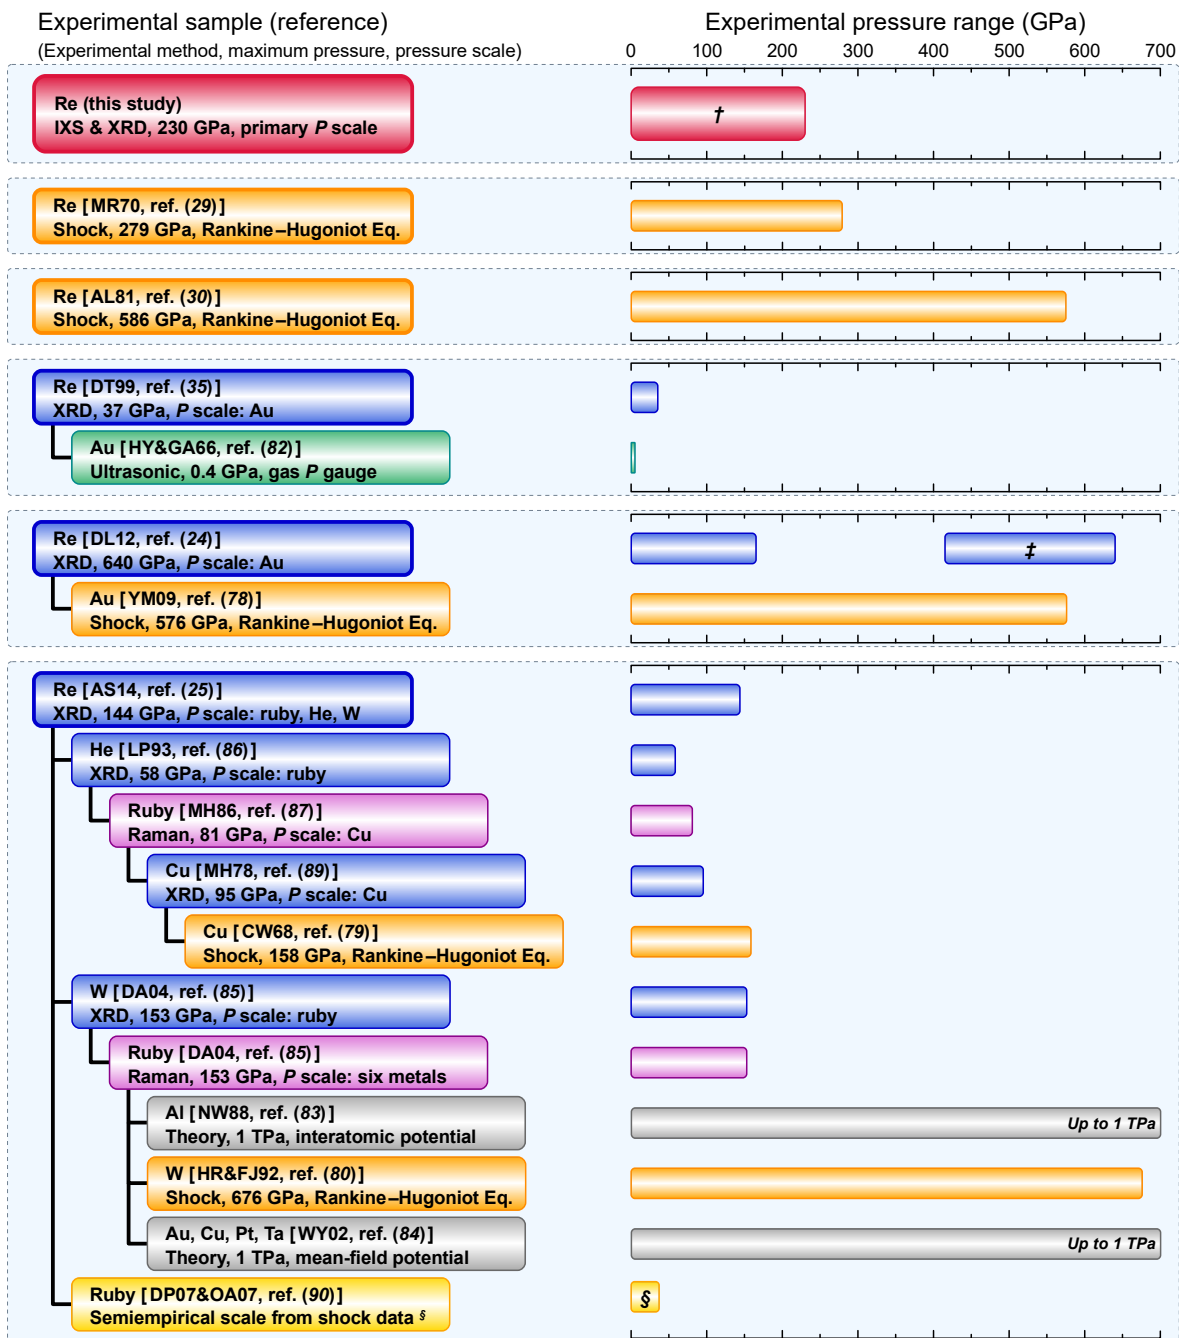 Experimental sample (reference)
(Experimental method, maximum pressure, pressure scale)
Experimental pressure range (GPa)
0 100 200 300 400 500 600 700
Re (this study)
IXS & XRD, 230 GPa, primary P scale
†
Re [MR70, ref. (29)]
Shock, 279 GPa, Rankine–Hugoniot Eq.
Re [AL81, ref. (30)]
Shock, 586 GPa, Rankine–Hugoniot Eq.
Re [DT99, ref. (35)]
XRD, 37 GPa, P scale: Au
Au [HY&GA66, ref. (82)]
Ultrasonic, 0.4 GPa, gas P gauge
Re [DL12, ref. (24)]
XRD, 640 GPa, P scale: Au
‡
Au [YM09, ref. (78)]
Shock, 576 GPa, Rankine–Hugoniot Eq.
Re [AS14, ref. (25)]
XRD, 144 GPa, P scale: ruby, He, W
He [LP93, ref. (86)]
XRD, 58 GPa, P scale: ruby
Ruby [MH86, ref. (87)]
Raman, 81 GPa, P scale: Cu
Cu [MH78, ref. (89)]
XRD, 95 GPa, P scale: Cu
Cu [CW68, ref. (79)]
Shock, 158 GPa, Rankine–Hugoniot Eq.
W [DA04, ref. (85)]
XRD, 153 GPa, P scale: ruby
Ruby [DA04, ref. (85)]
Raman, 153 GPa, P scale: six metals
Al [NW88, ref. (83)]
Theory, 1 TPa, interatomic potential
Up to 1 TPa
W [HR&FJ92, ref. (80)]
Shock, 676 GPa, Rankine–Hugoniot Eq.
Au, Cu, Pt, Ta [WY02, ref. (84)]
Theory, 1 TPa, mean-field potential
Up to 1 TPa
Ruby [DP07&OA07, ref. (90)]
Semiempirical scale from shock data §
§